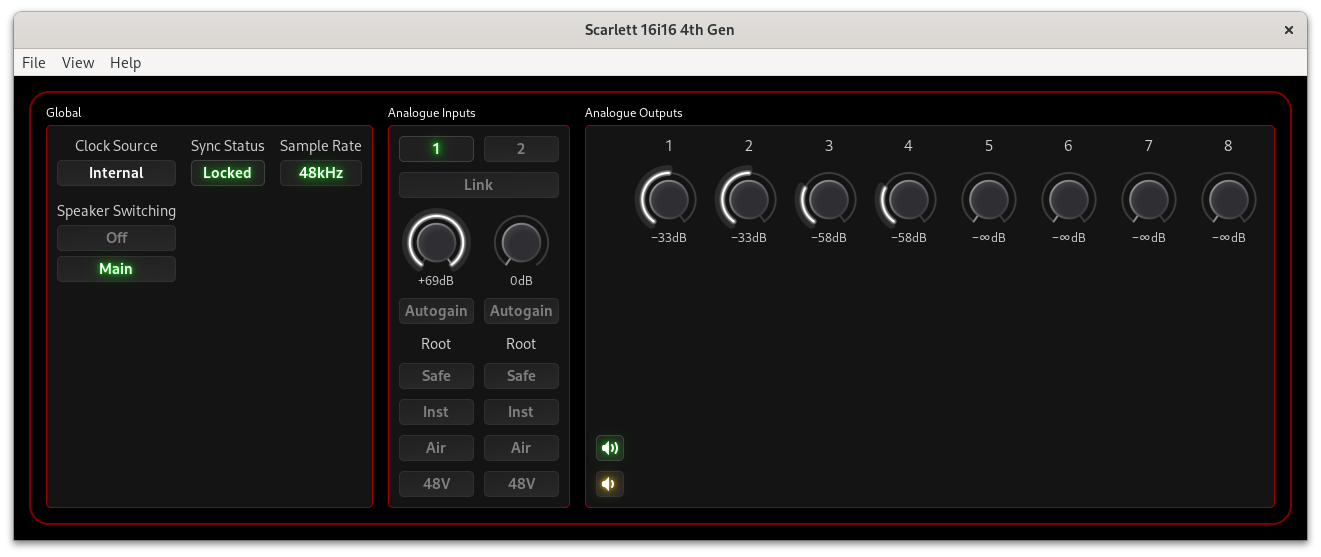 Scarlett 16i16 4th Gen ×
File View Help
Global
Clock Source Sync Status Sample Rate
Internal Locked 48kHz
Speaker Switching
Off
Main
Analogue Inputs
1 2
Link
+69dB 0dB
Autogain Autogain
Root Root
Safe Safe
Inst Inst
Air Air
48V 48V
Analogue Outputs
1 2 3 4 5 6 7 8
−33dB −33dB −58dB −58dB −∞dB −∞dB −∞dB −∞dB